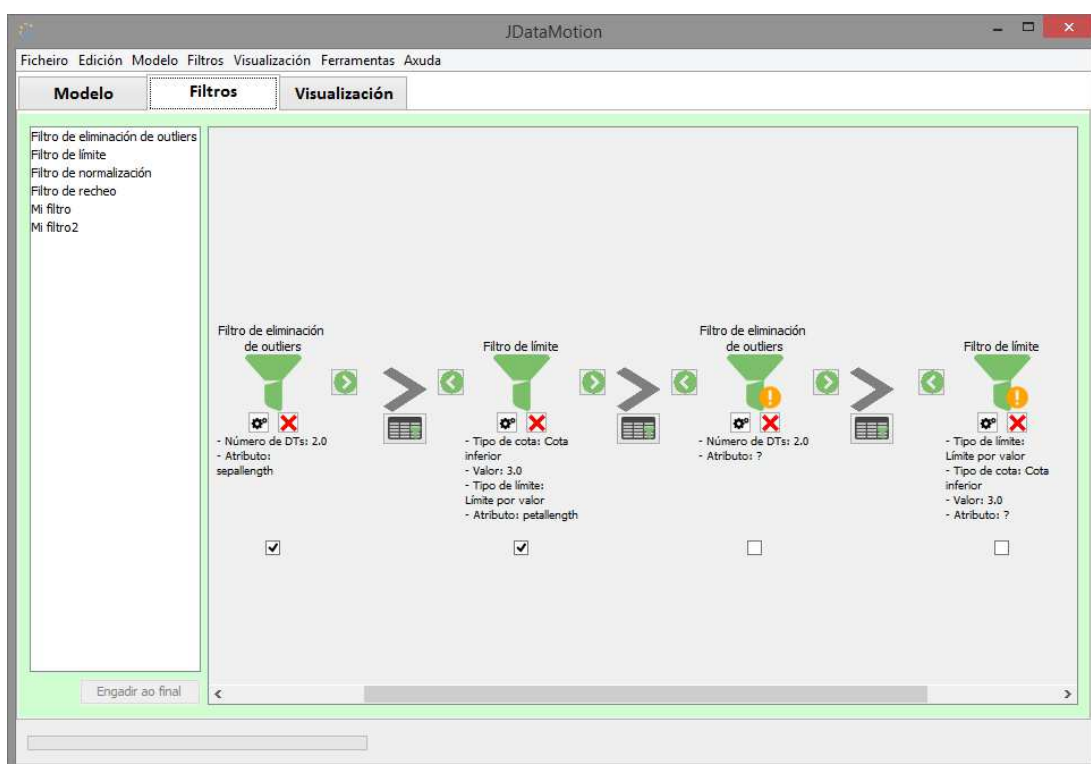 JDataMotion
Ficheiro Edición Modelo Filtros Visualización Ferramentas Axuda
Modelo Filtros Visualización
Filtro de eliminación de outliers
Filtro de límite
Filtro de normalización
Filtro de recheo
Mi filtro
Mi filtro2
Filtro de eliminación
de outliers
- Número de DTs: 2.0
- Atributo:
sepallength
Filtro de límite
- Tipo de cota: Cota
inferior
- Valor: 3.0
- Tipo de límite:
Límite por valor
- Atributo: petallength
Filtro de eliminación
de outliers
- Número de DTs: 2.0
- Atributo: ?
Filtro de límite
- Tipo de límite:
Límite por valor
- Tipo de cota: Cota
inferior
- Valor: 3.0
- Atributo: ?
Engadir ao final